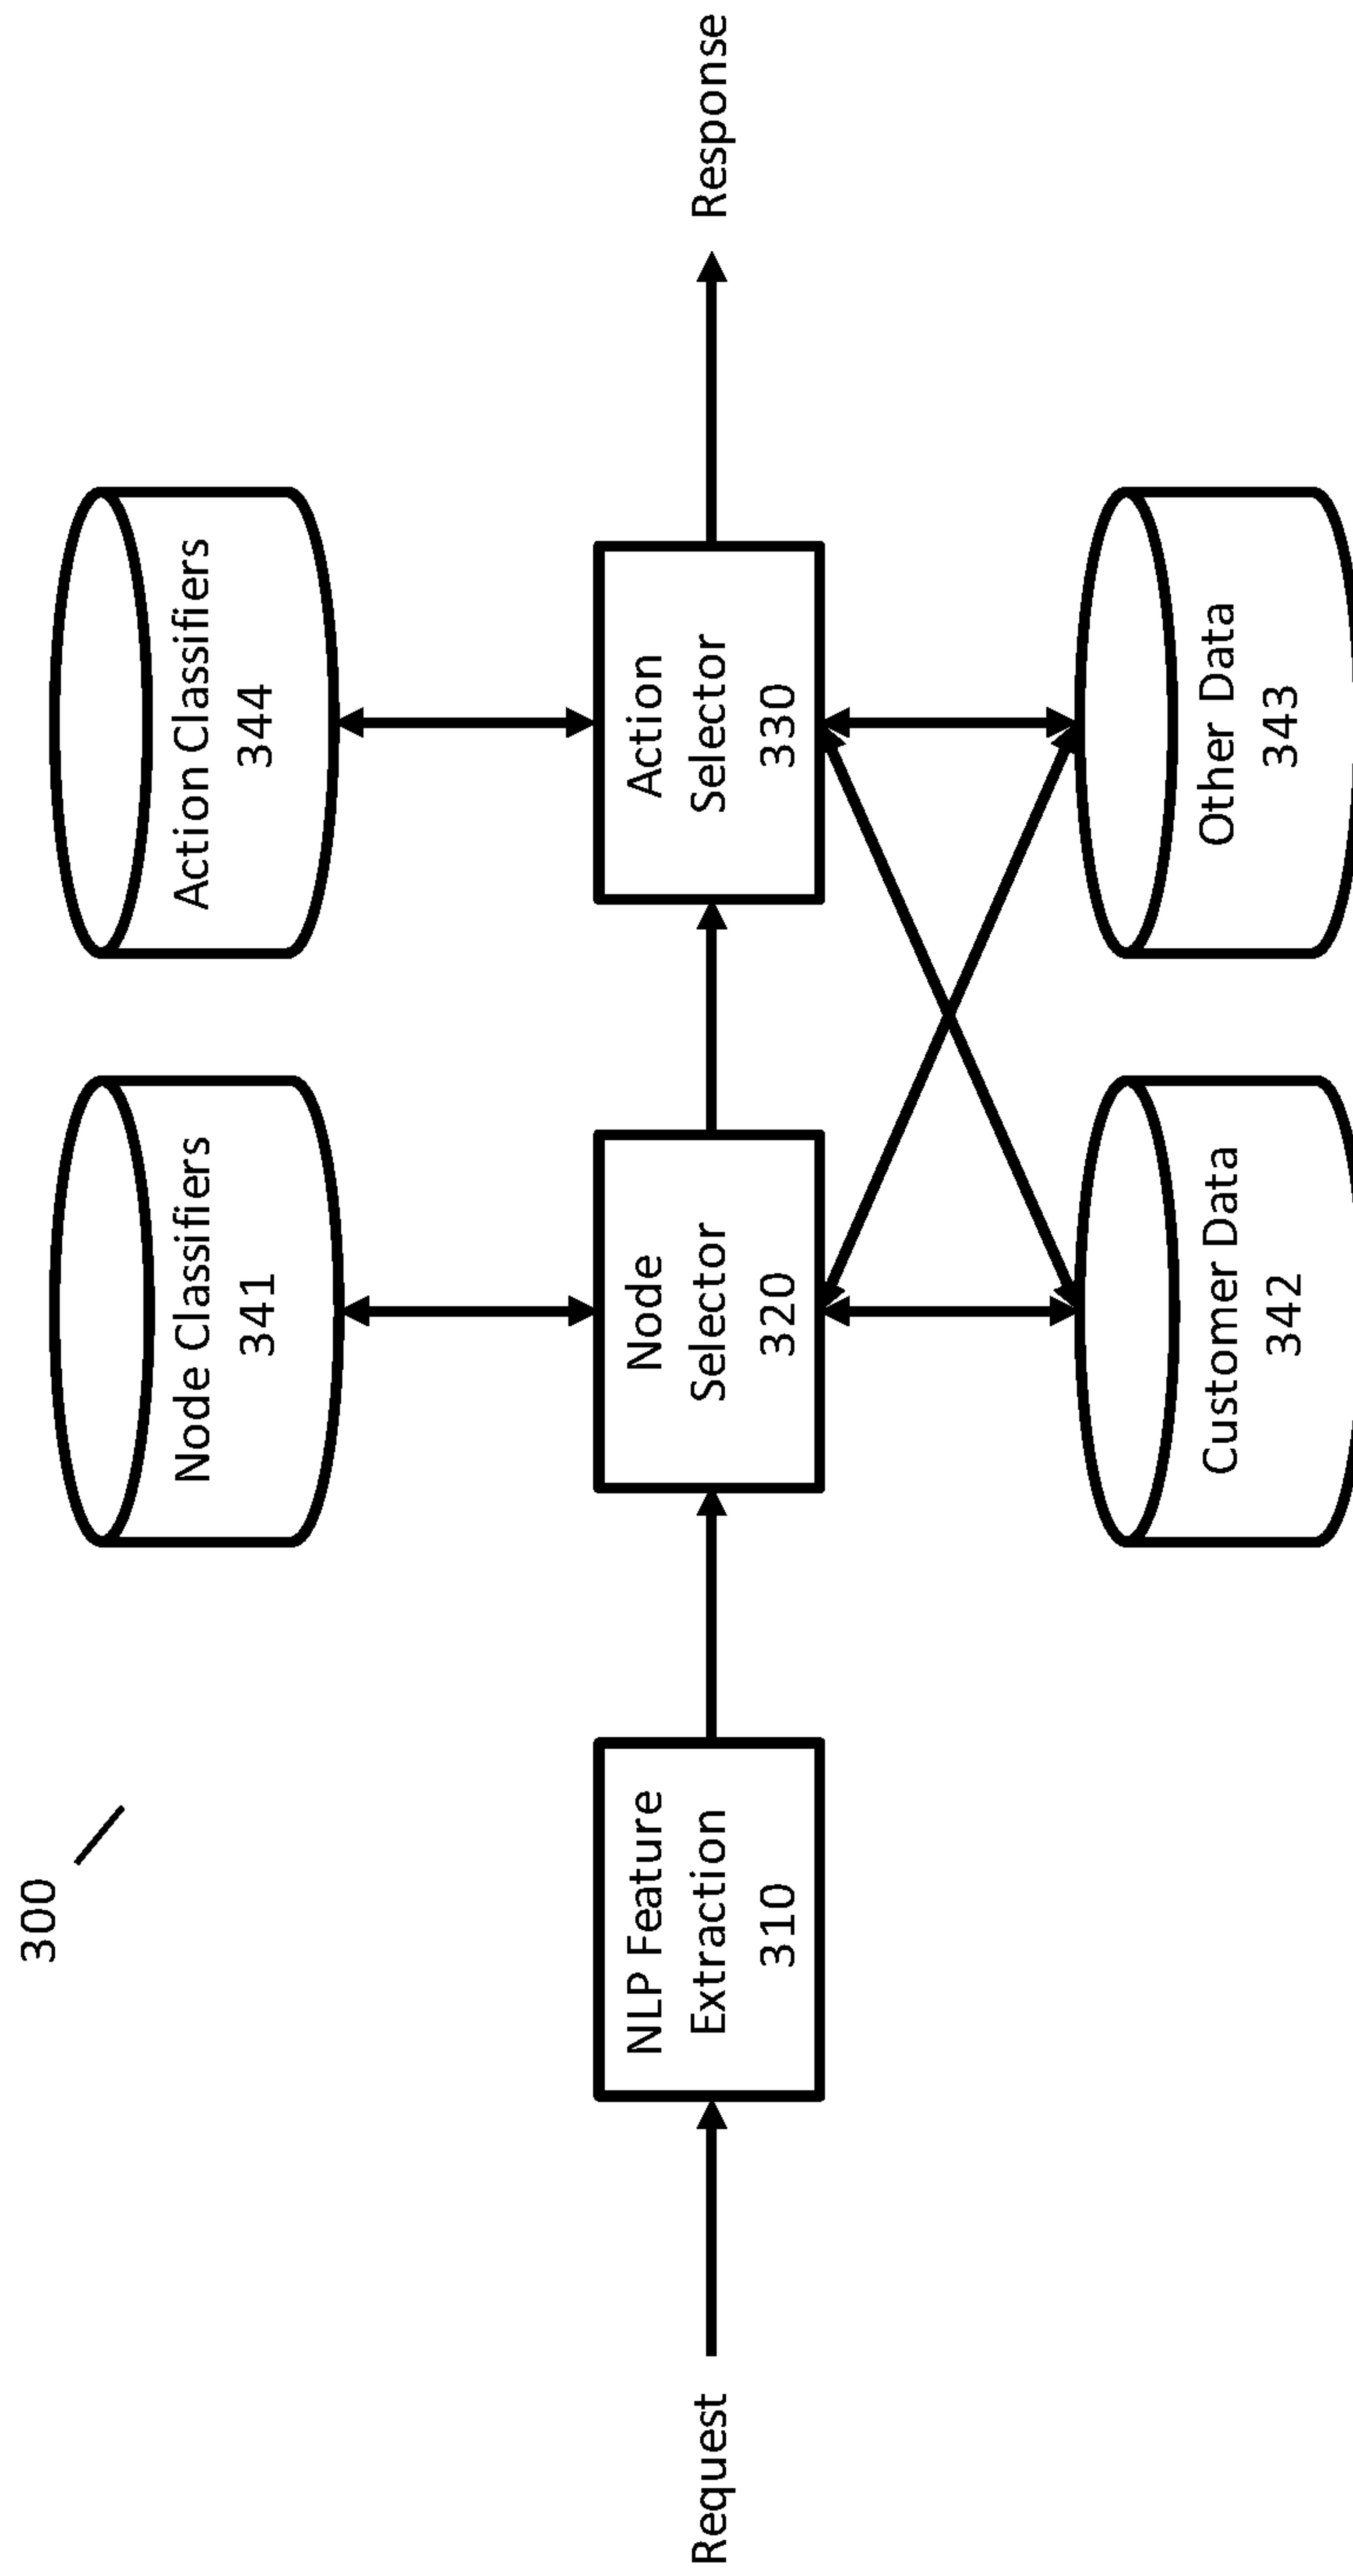 300
Node Classifiers
341
Action Classifiers
344
Request
NLP Feature
Extraction
310
Node
Selector
320
Action
Selector
330
Response
Customer Data
342
Other Data
343